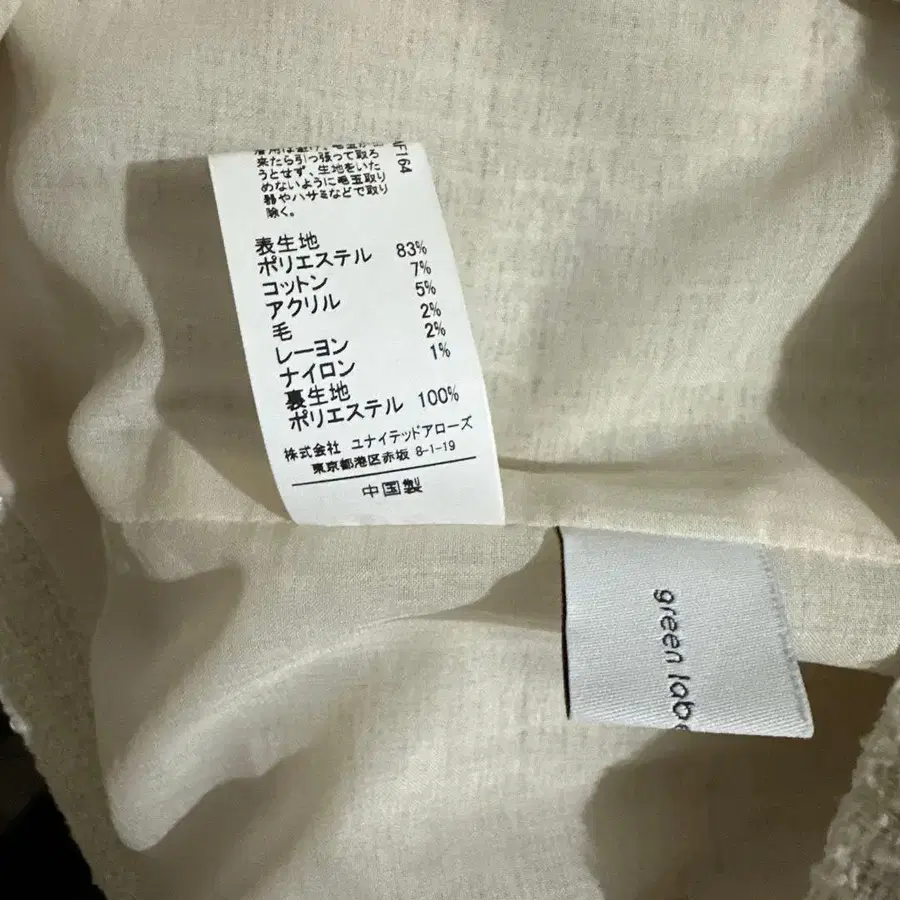 来たら引っ張って取ろ
うとせず、生地をいた
めないように毛玉取り
器やハサミなどで取り
除く。
表生地
ポリエステル 83%
コットン 7%
アクリル 5%
毛 2%
レーヨン 2%
ナイロン 1%
裏生地
ポリエステル 100%
株式会社 ユナイテッドアローズ
東京都港区赤坂 8-1-19
中国製
F164
green labe